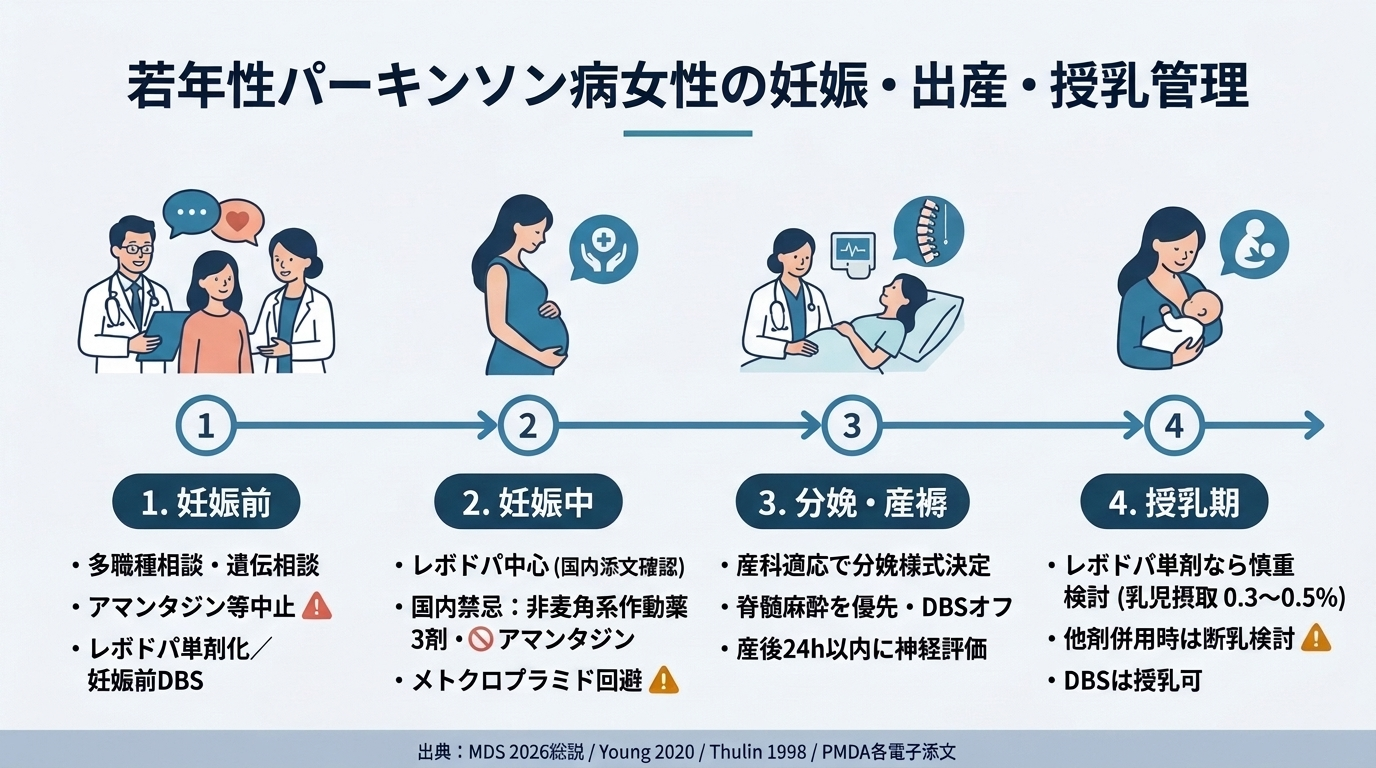 若年性パーキンソン病女性の妊娠・出産・授乳管理
1
2
3
4
1. 妊娠前
・多職種相談・遺伝相談
・アマンタジン等中止
・レボドパ単剤化／
妊娠前DBS
2. 妊娠中
・レボドパ中心 (国内添文確認)
・国内禁忌：非麦角系作動薬
3剤・アマンタジン
・メトクロプラミド回避
3. 分娩・産褥
・産科適応で分娩様式決定
・脊髄麻酔を優先・DBSオフ
・産後24h以内に神経評価
4. 授乳期
・レボドパ単剤なら慎重
検討 (乳児摂取 0.3〜0.5%)
・他剤併用時は断乳検討
・DBSは授乳可
出典：MDS 2026総説 / Young 2020 / Thulin 1998 / PMDA各電子添文